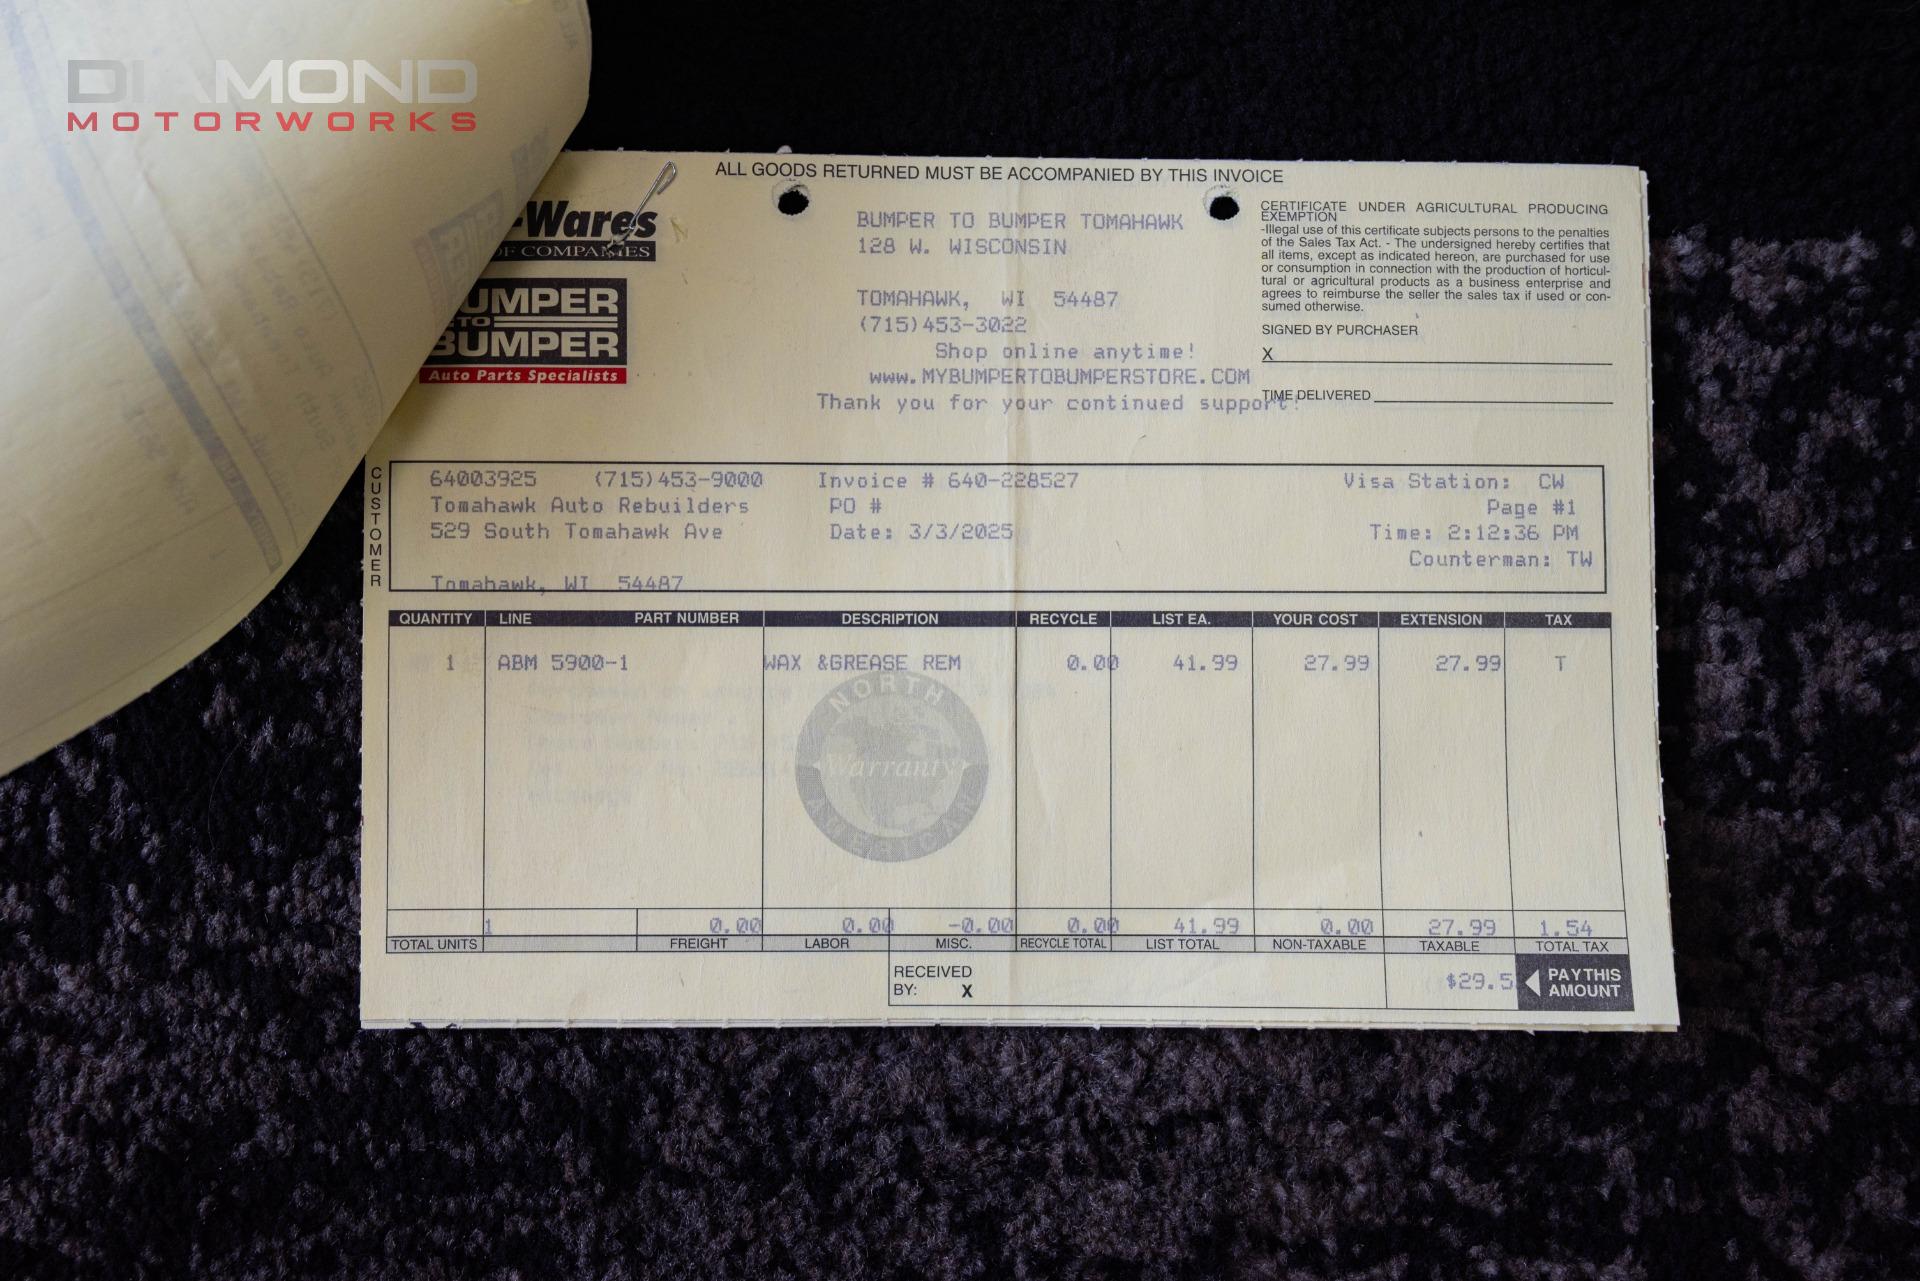 DIAMOND
MOTORWORKS
ALL GOODS RETURNED MUST BE ACCOMPANIED BY THIS INVOICE
-Wares
OF COMPANIES
BUMPER
TO
BUMPER
Auto Parts Specialists
BUMPER TO BUMPER TOMAHAWK
128 W. WISCONSIN
TOMAHAWK, WI 54487
(715)453-3022
Shop online anytime!
www.MYBUMPERTOBUMPERSTORE.COM
Thank you for your continued support!
CERTIFICATE UNDER AGRICULTURAL PRODUCING
EXEMPTION
-Illegal use of this certificate subjects persons to the penalties
of the Sales Tax Act. - The undersigned hereby certifies that
all items, except as indicated hereon, are purchased for use
or consumption in connection with the production of horticul-
tural or agricultural products as a business enterprise and
agrees to reimburse the seller the sales tax if used or con-
sumed otherwise.
SIGNED BY PURCHASER
X
TIME DELIVERED
CUSTOMER
64003925 (715)453-9000 Invoice # 640-228527 Visa Station: CW
Tomahawk Auto Rebuilders PO # Page #1
529 South Tomahawk Ave Date: 3/3/2025 Time: 2:12:36 PM
Counterman: TW
Tomahawk, WI 54487
QUANTITY LINE PART NUMBER DESCRIPTION RECYCLE LIST EA. YOUR COST EXTENSION TAX
1 ABM 5900-1 WAX &GREASE REM 0.00 41.99 27.99 27.99 T
NORTH
Warranty
AMERICAN
1 0.00 0.00 -0.00 0.00 41.99 0.00 27.99 1.54
TOTAL UNITS FREIGHT LABOR MISC. RECYCLE TOTAL LIST TOTAL NON-TAXABLE TAXABLE TOTAL TAX
RECEIVED
BY: X
$29.5
PAY THIS
AMOUNT